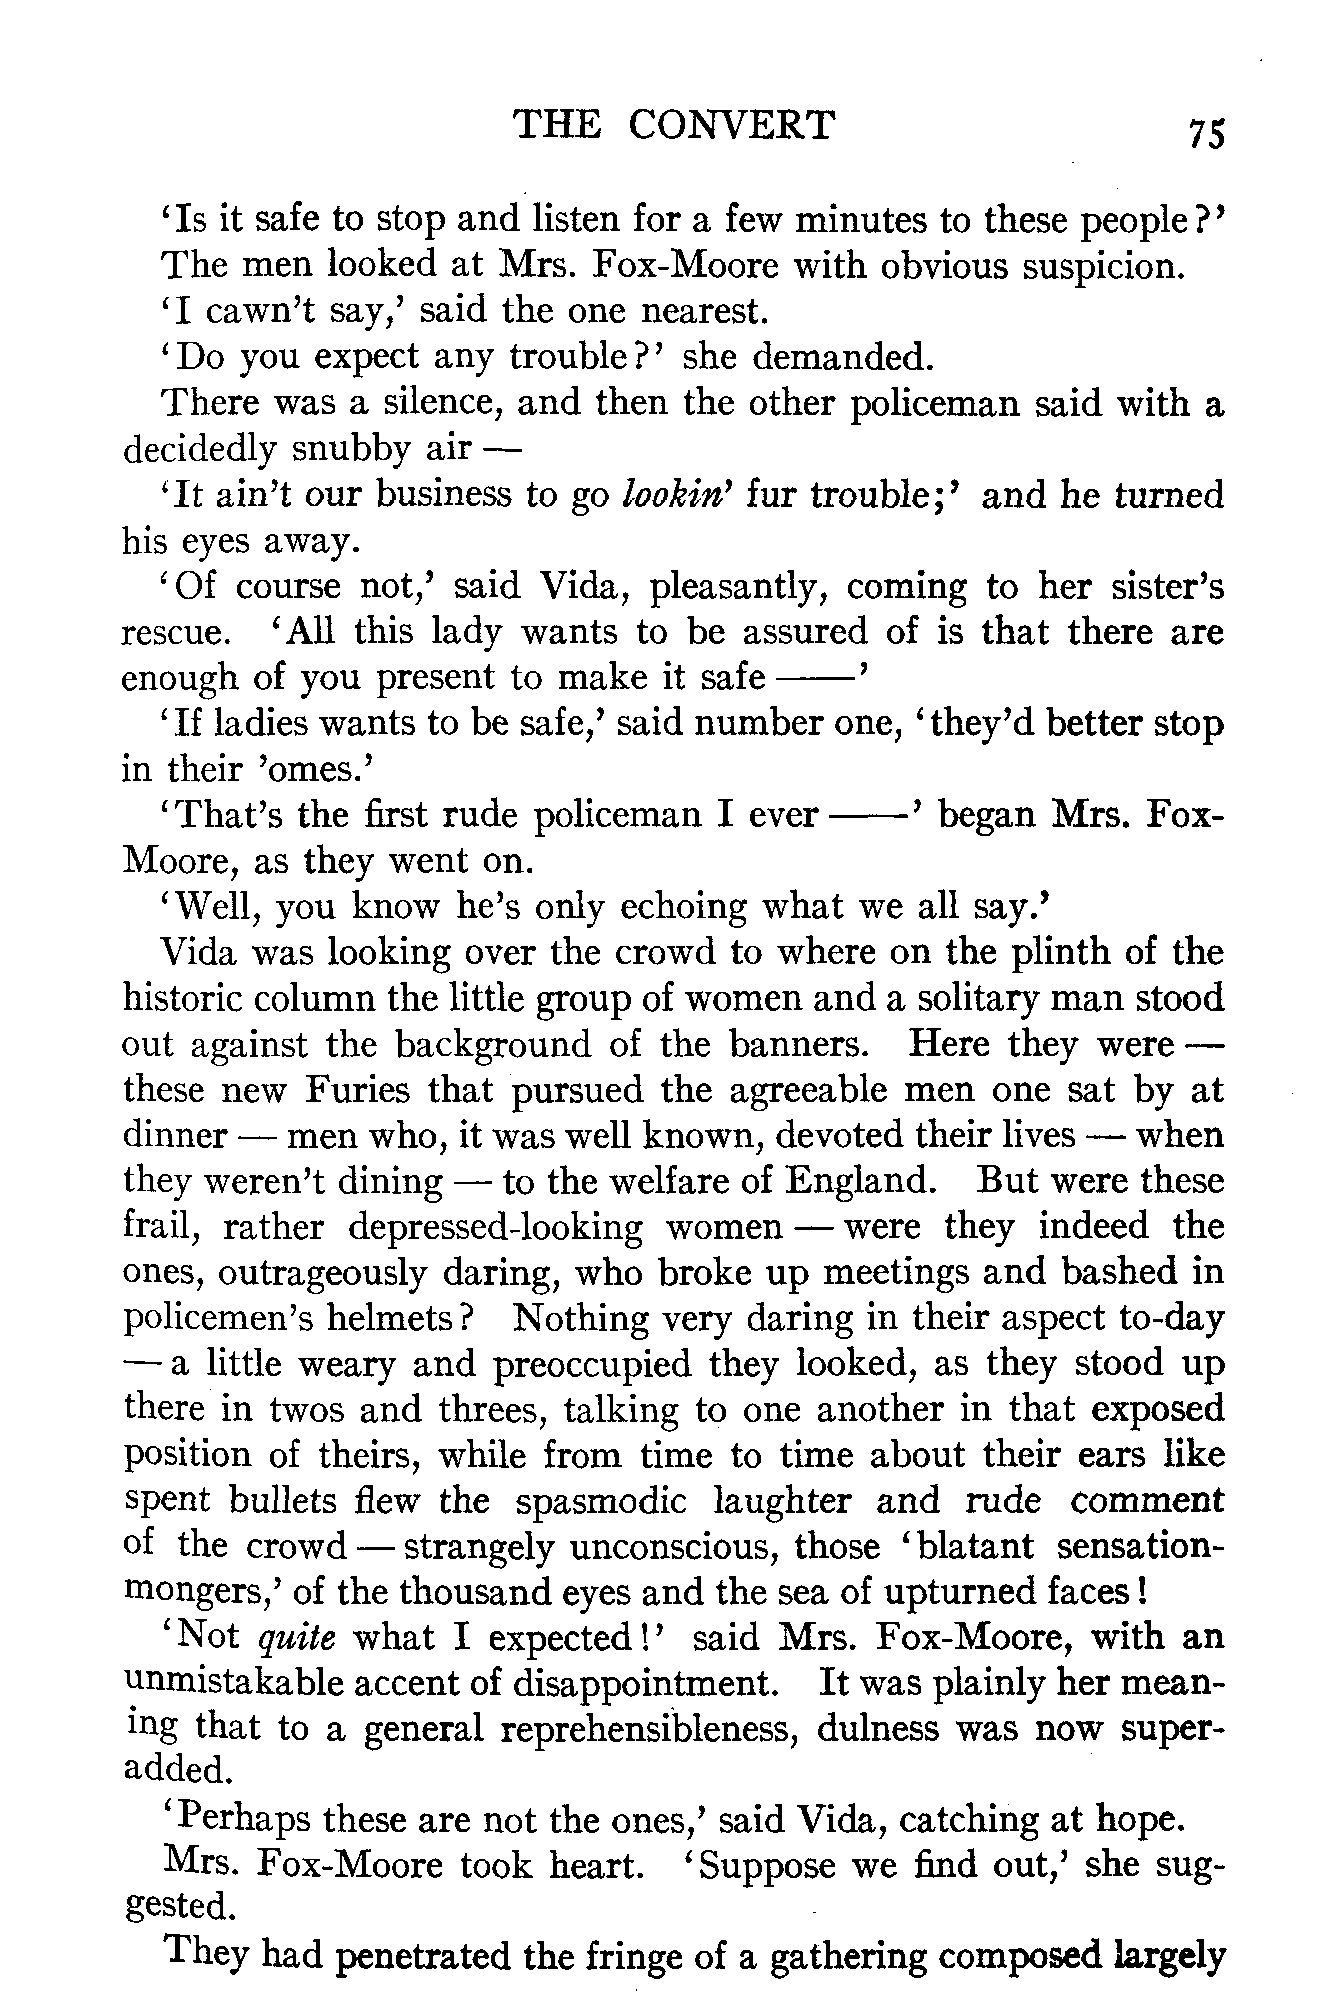 THE CONVERT 75
‘Is it safe to stop and listen for a few minutes to these people?’
The men looked at Mrs. Fox-Moore with obvious suspicion.
‘I cawn’t say,’ said the one nearest.
‘Do you expect any trouble?’ she demanded.
There was a silence, and then the other policeman said with a
decidedly snubby air —
‘It ain’t our business to go lookin’ fur trouble;’ and he turned
his eyes away.
‘Of course not,’ said Vida, pleasantly, coming to her sister’s
rescue. ‘All this lady wants to be assured of is that there are
enough of you present to make it safe ——’
‘If ladies wants to be safe,’ said number one, ‘they’d better stop
in their ’omes.’
‘That’s the first rude policeman I ever ——’ began Mrs. Fox-
Moore, as they went on.
‘Well, you know he’s only echoing what we all say.’
Vida was looking over the crowd to where on the plinth of the
historic column the little group of women and a solitary man stood
out against the background of the banners. Here they were —
these new Furies that pursued the agreeable men one sat by at
dinner — men who, it was well known, devoted their lives — when
they weren’t dining — to the welfare of England. But were these
frail, rather depressed-looking women — were they indeed the
ones, outrageously daring, who broke up meetings and bashed in
policemen’s helmets? Nothing very daring in their aspect to-day
— a little weary and preoccupied they looked, as they stood up
there in twos and threes, talking to one another in that exposed
position of theirs, while from time to time about their ears like
spent bullets flew the spasmodic laughter and rude comment
of the crowd — strangely unconscious, those ‘blatant sensation-
mongers,’ of the thousand eyes and the sea of upturned faces!
‘Not quite what I expected!’ said Mrs. Fox-Moore, with an
unmistakable accent of disappointment. It was plainly her mean-
ing that to a general reprehensibleness, dulness was now super-
added.
‘Perhaps these are not the ones,’ said Vida, catching at hope.
Mrs. Fox-Moore took heart. ‘Suppose we find out,’ she sug-
gested.
They had penetrated the fringe of a gathering composed largely